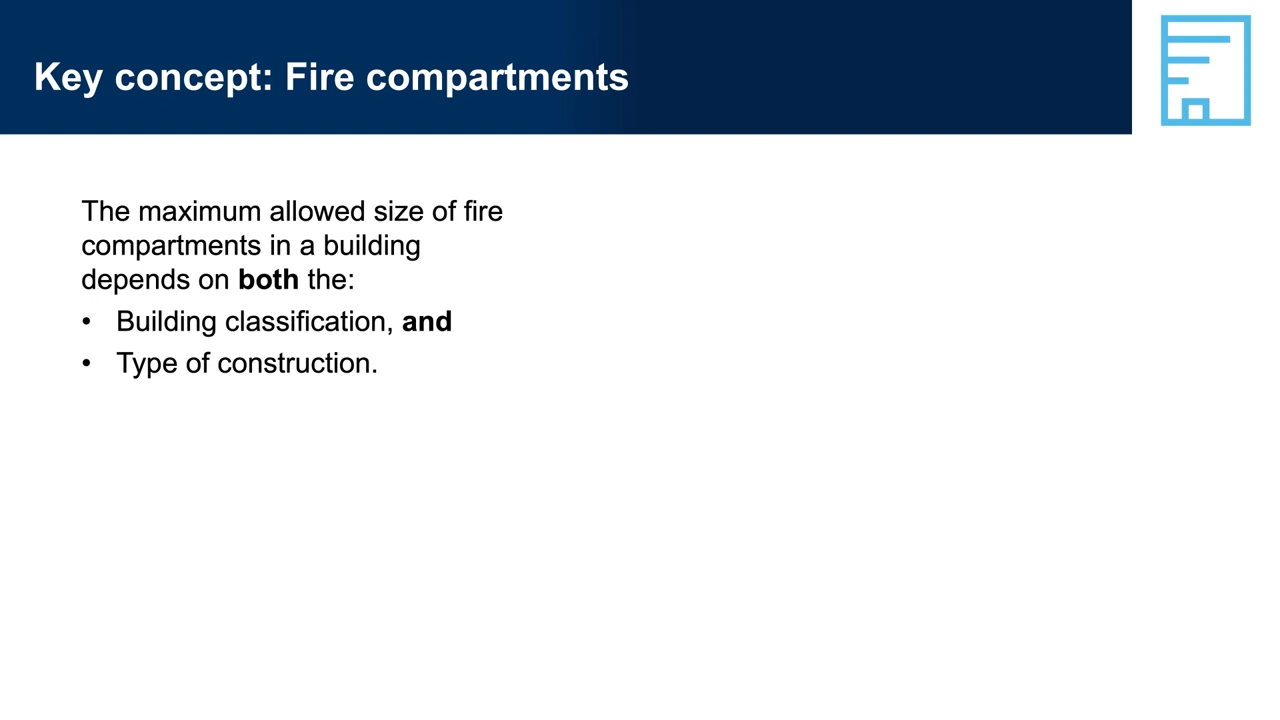 Key concept: Fire compartments
The maximum allowed size of fire
compartments in a building
depends on both the:
• Building classification, and
• Type of construction.